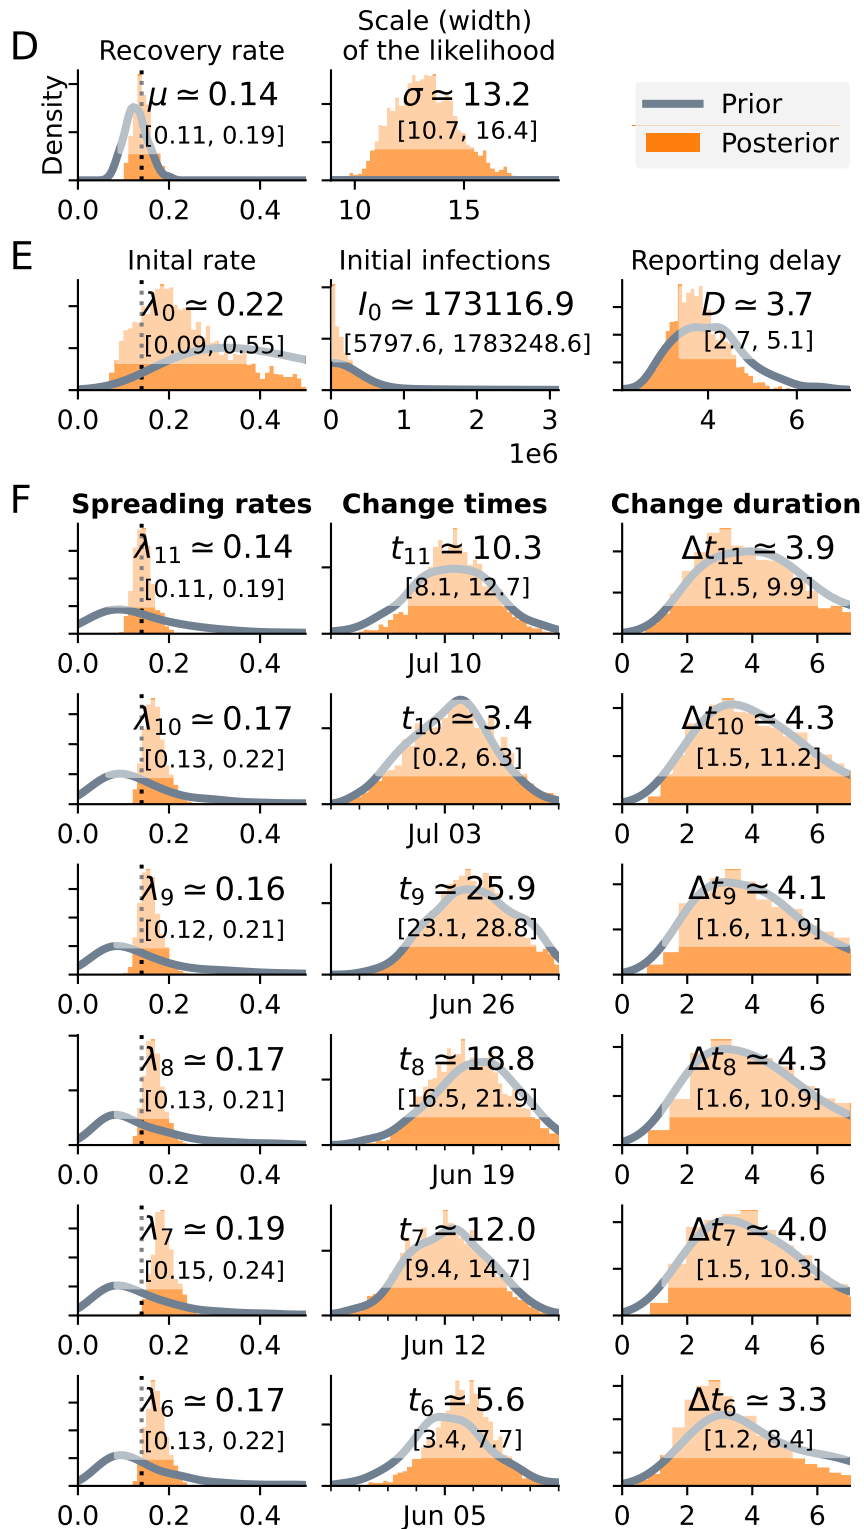 D
Recovery rate
Scale (width)
of the likelihood
Density
μ ≃ 0.14
[0.11, 0.19]
0.0 0.2 0.4
σ ≃ 13.2
[10.7, 16.4]
10 15
Prior
Posterior
E
Inital rate
λ0 ≃ 0.22
[0.09, 0.55]
0.0 0.2 0.4
Initial infections
I0 ≃ 173116.9
[5797.6, 1783248.6]
0 1 2 3
1e6
Reporting delay
D ≃ 3.7
[2.7, 5.1]
4 6
F
Spreading rates Change times Change duration
λ11 ≃ 0.14 t11 ≃ 10.3 Δt11 ≃ 3.9
[0.11, 0.19] [8.1, 12.7] [1.5, 9.9]
0.0 0.2 0.4 Jul 10 0 2 4 6
λ10 ≃ 0.17 t10 ≃ 3.4 Δt10 ≃ 4.3
[0.13, 0.22] [0.2, 6.3] [1.5, 11.2]
0.0 0.2 0.4 Jul 03 0 2 4 6
λ9 ≃ 0.16 t9 ≃ 25.9 Δt9 ≃ 4.1
[0.12, 0.21] [23.1, 28.8] [1.6, 11.9]
0.0 0.2 0.4 Jun 26 0 2 4 6
λ8 ≃ 0.17 t8 ≃ 18.8 Δt8 ≃ 4.3
[0.13, 0.21] [16.5, 21.9] [1.6, 10.9]
0.0 0.2 0.4 Jun 19 0 2 4 6
λ7 ≃ 0.19 t7 ≃ 12.0 Δt7 ≃ 4.0
[0.15, 0.24] [9.4, 14.7] [1.5, 10.3]
0.0 0.2 0.4 Jun 12 0 2 4 6
λ6 ≃ 0.17 t6 ≃ 5.6 Δt6 ≃ 3.3
[0.13, 0.22] [3.4, 7.7] [1.2, 8.4]
0.0 0.2 0.4 Jun 05 0 2 4 6